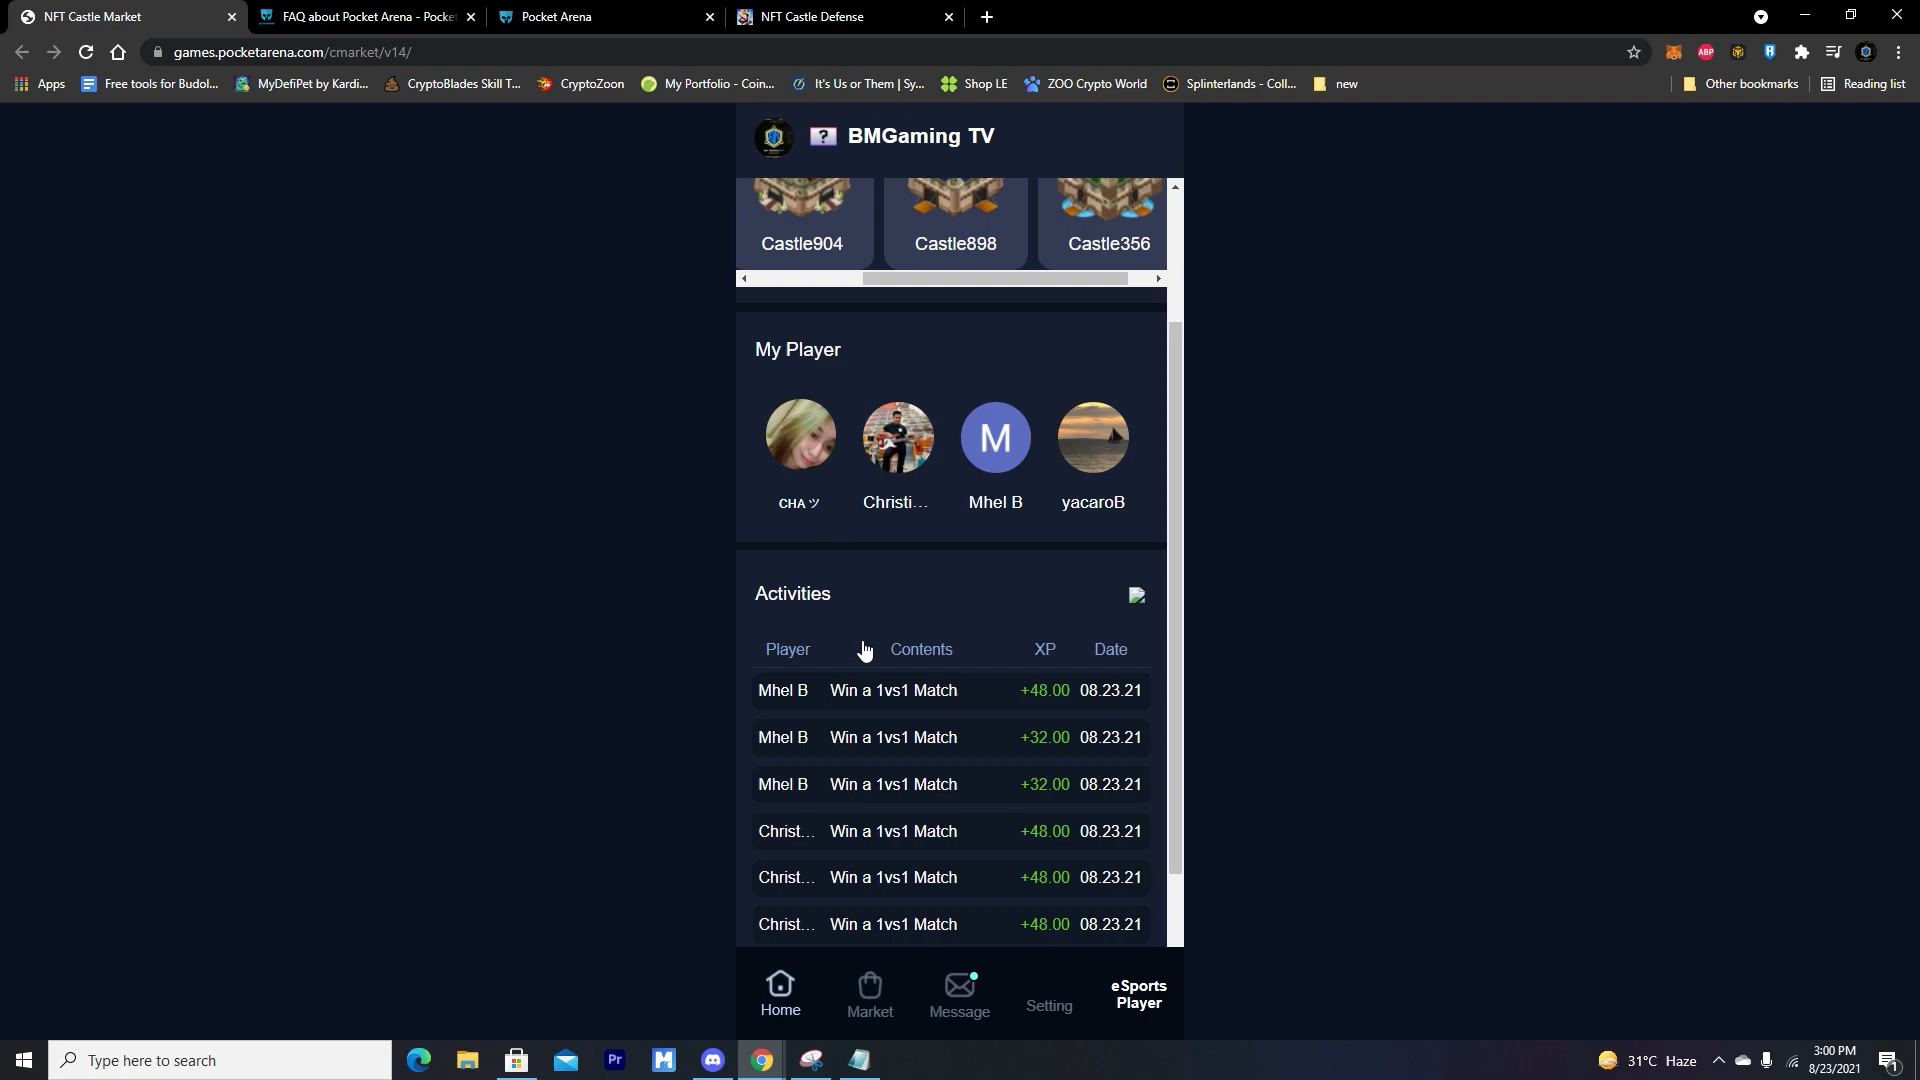 NFT Castle Market
FAQ about Pocket Arena - Pocket
Pocket Arena
NFT Castle Defense
games.pocketarena.com/cmarket/v14/
ABP
Apps
Free tools for Budol...
MyDefiPet by Kardi...
CryptoBlades Skill T...
CryptoZoon
My Portfolio - Coin...
It's Us or Them | Sy...
Shop LE
ZOO Crypto World
Splinterlands - Coll...
new
Other bookmarks
Reading list
? BMGaming TV
Castle904 Castle898 Castle356
My Player
M
CHAツ Christi... Mhel B yacaroB
Activities
Player Contents XP Date
Mhel B Win a 1vs1 Match +48.00 08.23.21
Mhel B Win a 1vs1 Match +32.00 08.23.21
Mhel B Win a 1vs1 Match +32.00 08.23.21
Christ... Win a 1vs1 Match +48.00 08.23.21
Christ... Win a 1vs1 Match +48.00 08.23.21
Christ... Win a 1vs1 Match +48.00 08.23.21
Home
Market
Message
Setting
eSports
Player
Type here to search
Pr
31°C Haze
3:00 PM
8/23/2021
1